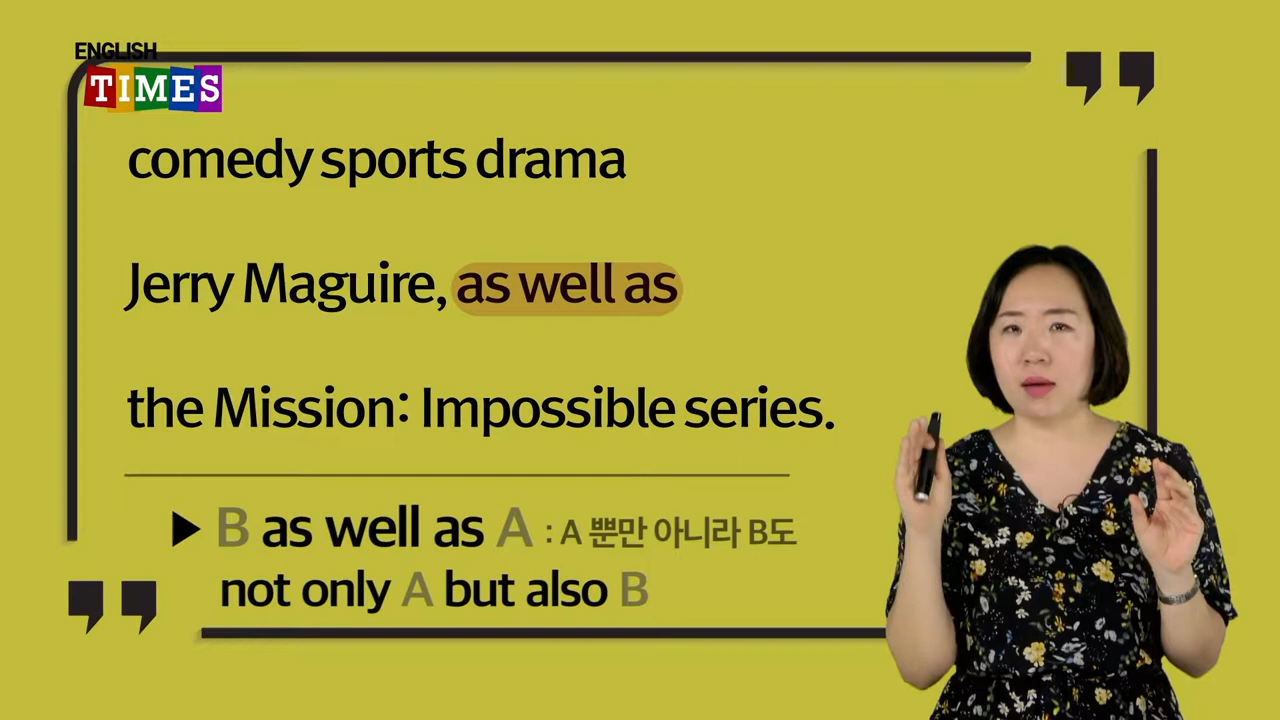 ENGLISH
TIMES
comedy sports drama
Jerry Maguire, as well as
the Mission: Impossible series.
▶ B as well as A : A 뿐만 아니라 B도
not only A but also B